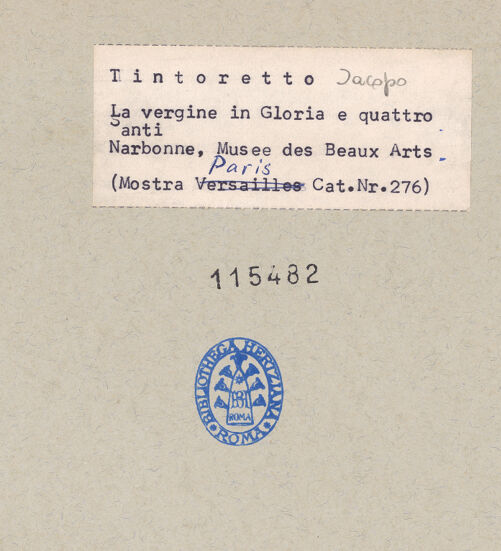 Tintoretto Jacopo
La vergine in Gloria e quattro
Santi
Narbonne, Musee des Beaux Arts.
Paris
(Mostra Versailles Cat.Nr.276)
115482
BIBLIOTHECA HERTZIANA
ROMA
ROMA